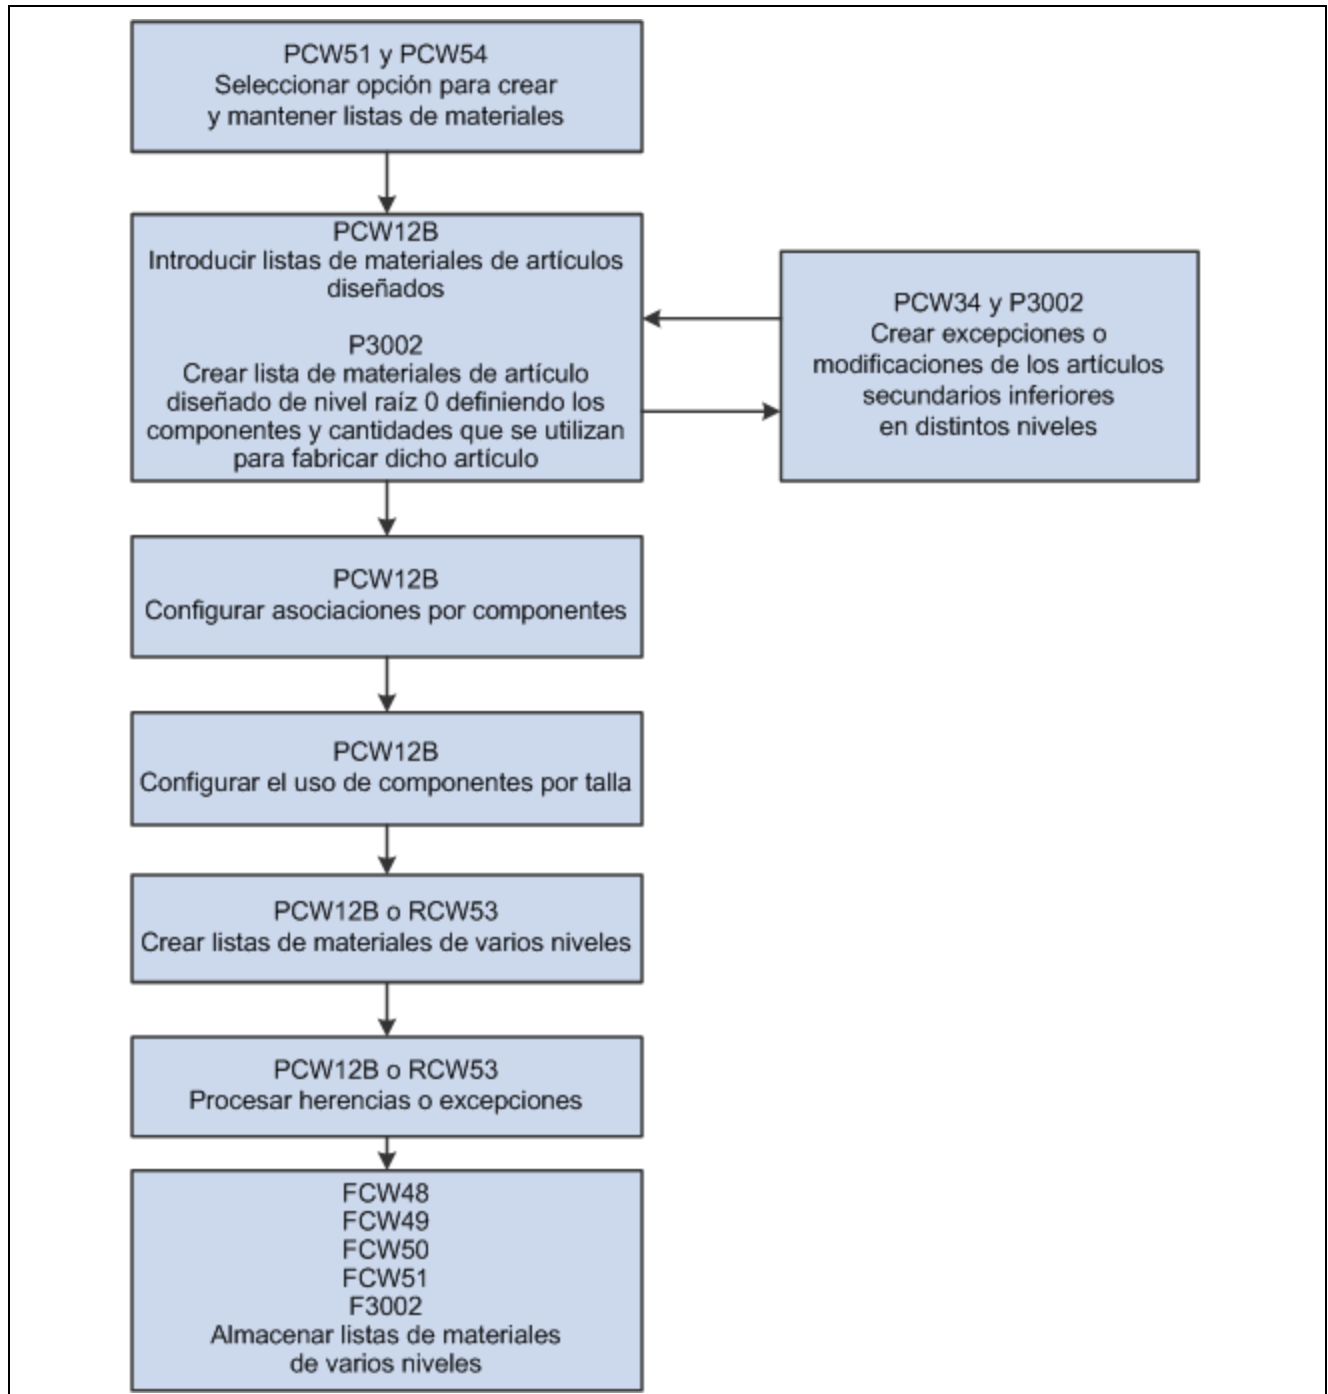 PCW51 y PCW54
Seleccionar opción para crear
y mantener listas de materiales
PCW12B
Introducir listas de materiales de artículos
diseñados
P3002
Crear lista de materiales de artículo
diseñado de nivel raíz 0 definiendo los
componentes y cantidades que se utilizan
para fabricar dicho artículo
PCW34 y P3002
Crear excepciones o
modificaciones de los artículos
secundarios inferiores
en distintos niveles
PCW12B
Configurar asociaciones por componentes
PCW12B
Configurar el uso de componentes por talla
PCW12B o RCW53
Crear listas de materiales de varios niveles
PCW12B o RCW53
Procesar herencias o excepciones
FCW48
FCW49
FCW50
FCW51
F3002
Almacenar listas de materiales
de varios niveles